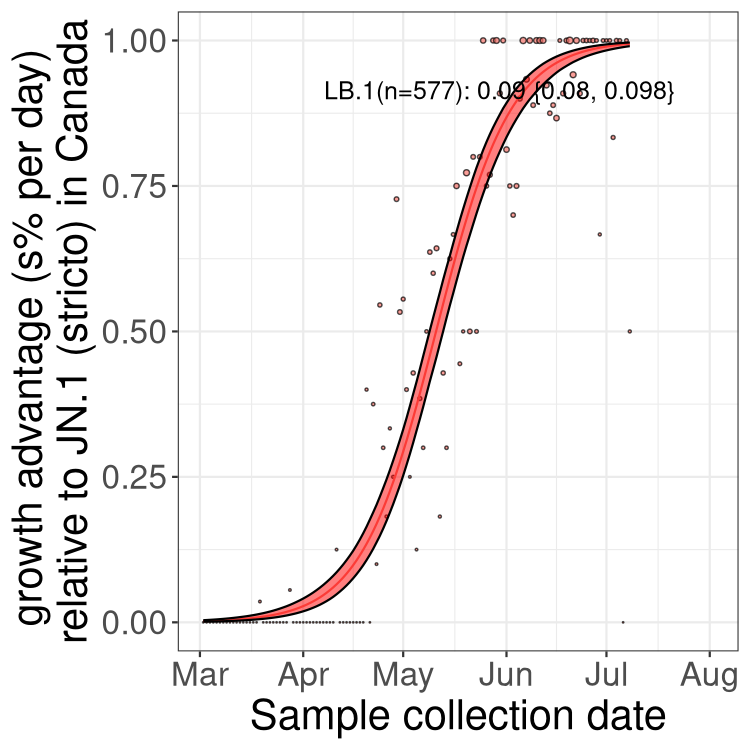 growth advantage (s% per day)
relative to JN.1 (stricto) in Canada
1.00
0.75
0.50
0.25
0.00
LB.1(n=577): 0.09 {0.08, 0.098}
Mar Apr May Jun Jul Aug
Sample collection date